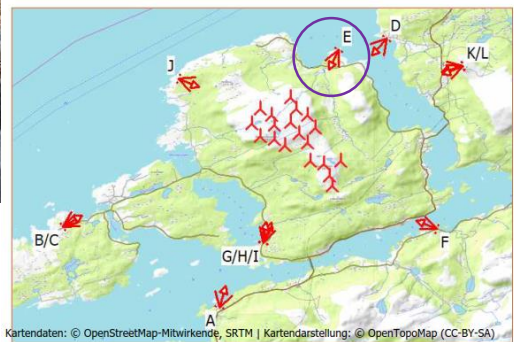 D
E
K/L
J
B/C
G/H/I
F
A
Kartendaten: © OpenStreetMap-Mitwirkende, SRTM | Kartendarstellung: © OpenTopoMap (CC-BY-SA)